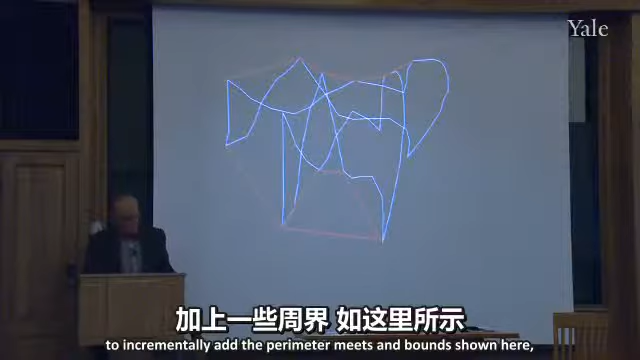 Yale
加上一些周界 如这里所示
to incrementally add the perimeter meets and bounds shown here,